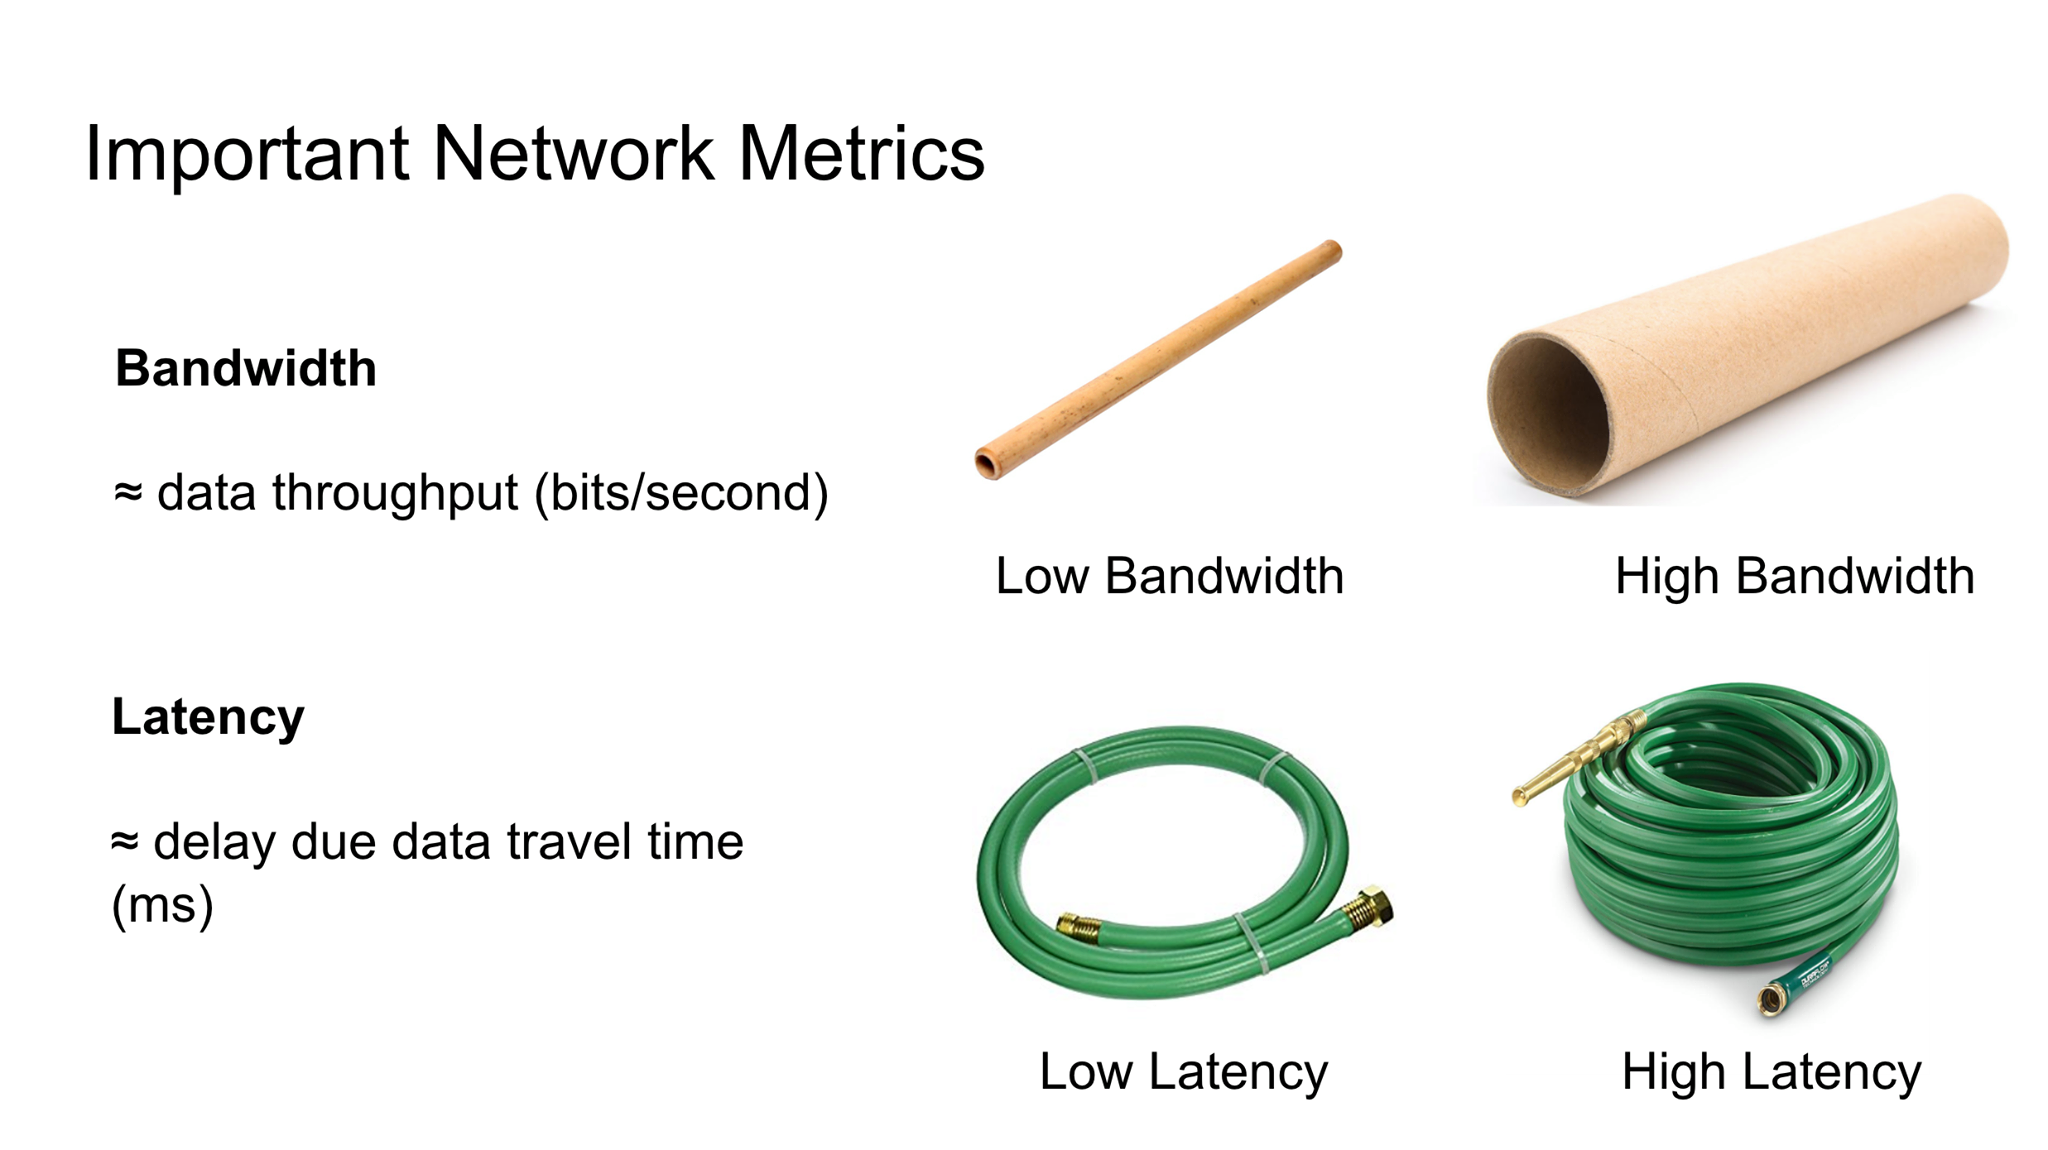 Important Network Metrics
Bandwidth
≈ data throughput (bits/second)
Low Bandwidth
High Bandwidth
Latency
≈ delay due data travel time
(ms)
Low Latency
High Latency